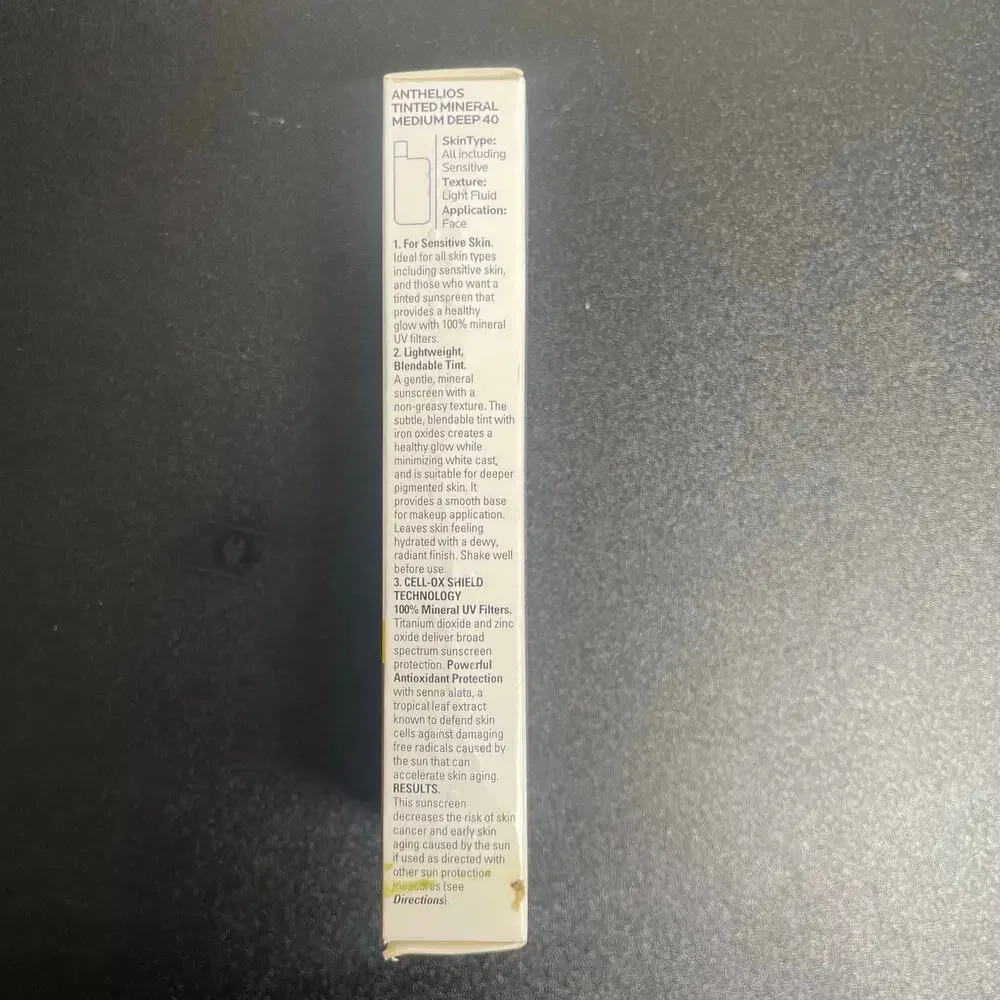 ANTHELIOS
TINTED MINERAL
MEDIUM DEEP 40
Skin Type:
All including
Sensitive
Texture:
Light Fluid
Application:
Face
1. For Sensitive Skin.
Ideal for all skin types
including sensitive skin,
and those who want a
tinted sunscreen that
provides a healthy
glow with 100% mineral
UV filters.
2. Lightweight,
Blendable Tint.
A gentle, mineral
sunscreen with a
non-greasy texture. The
subtle, blendable tint with
iron oxides creates a
healthy glow while
minimizing white cast,
and is suitable for deeper
pigmented skin. It
provides a smooth base
for makeup application.
Leaves skin feeling
hydrated with a dewy,
radiant finish. Shake well
before use.
3. CELL-OX SHIELD
TECHNOLOGY
100% Mineral UV Filters.
Titanium dioxide and zinc
oxide deliver broad
spectrum sunscreen
protection. Powerful
Antioxidant Protection
with senna alata, a
tropical leaf extract
known to defend skin
cells against damaging
free radicals caused by
the sun that can
accelerate skin aging.
RESULTS.
This sunscreen
decreases the risk of skin
cancer and early skin
aging caused by the sun
if used as directed with
other sun protection
measures (see
Directions).